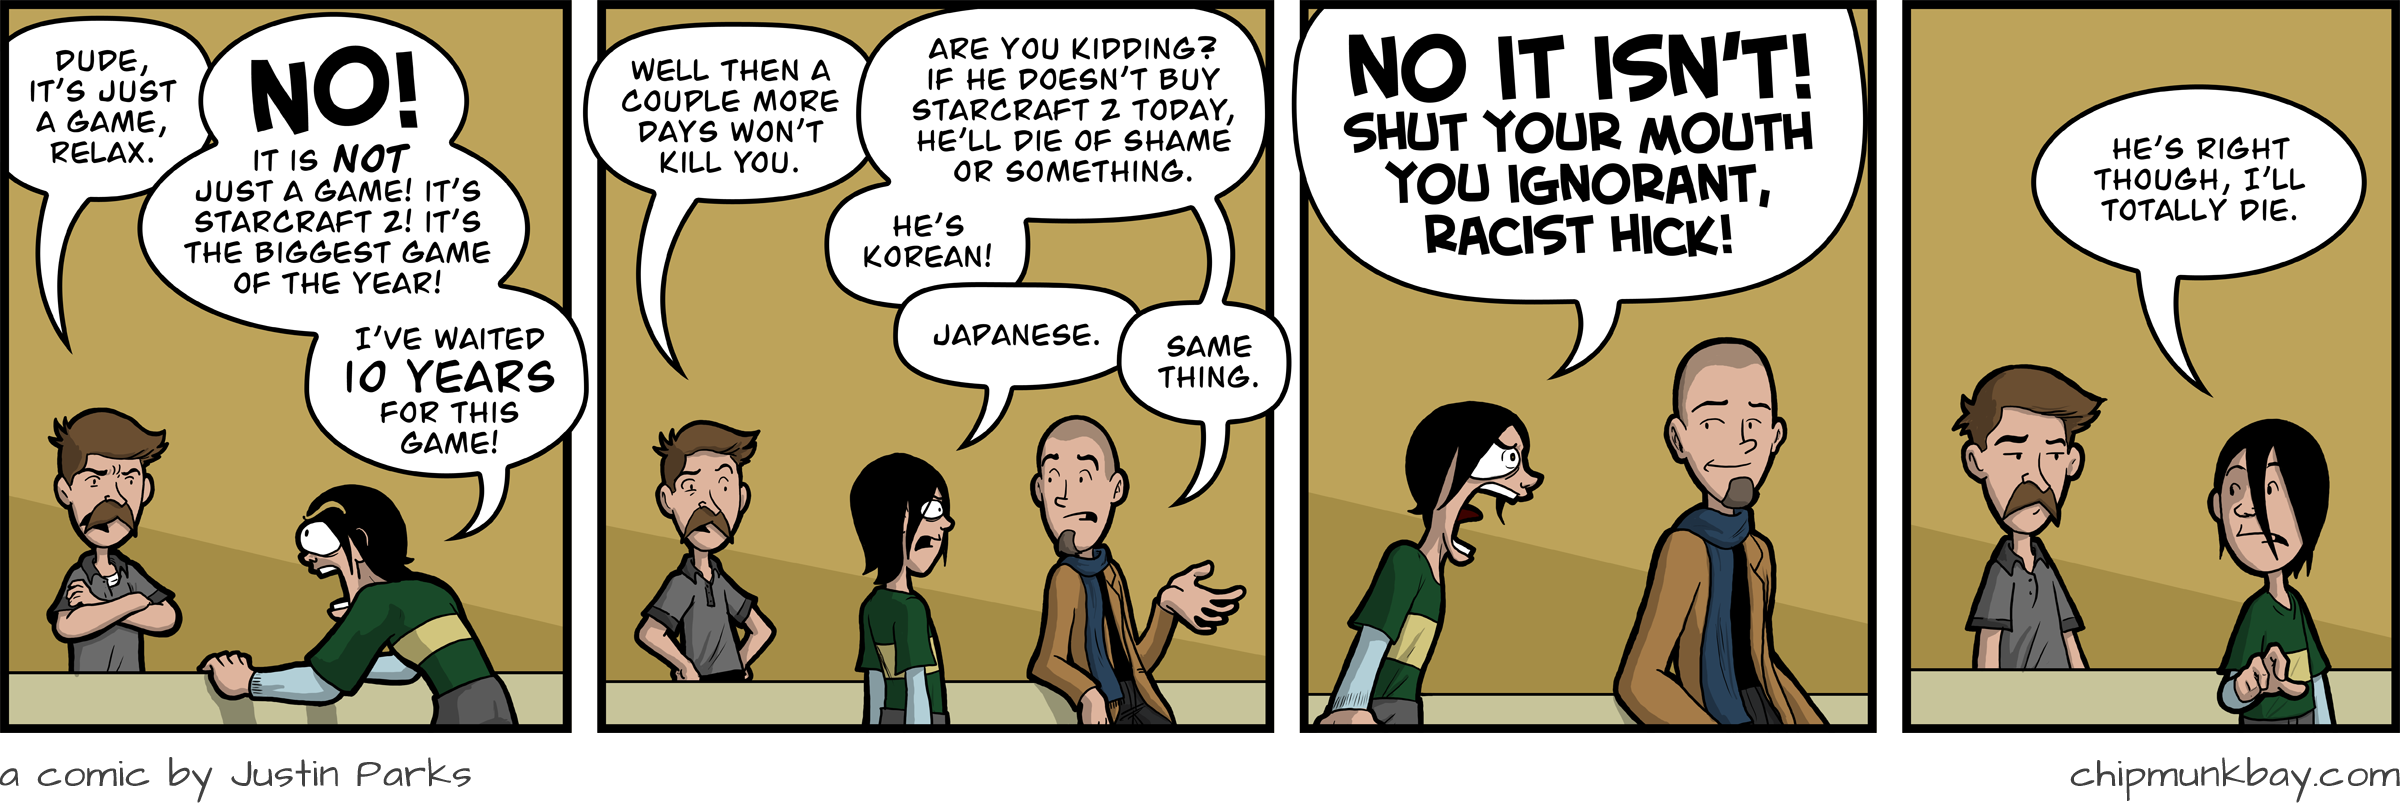 DUDE,
IT'S JUST
A GAME,
RELAX.
NO!
IT IS NOT
JUST A GAME! IT'S
STARCRAFT 2! IT'S
THE BIGGEST GAME
OF THE YEAR!
I'VE WAITED
10 YEARS
FOR THIS
GAME!
WELL THEN A
COUPLE MORE
DAYS WON'T
KILL YOU.
ARE YOU KIDDING?
IF HE DOESN'T BUY
STARCRAFT 2 TODAY,
HE'LL DIE OF SHAME
OR SOMETHING.
HE'S
KOREAN!
JAPANESE.
SAME
THING.
NO IT ISN'T!
SHUT YOUR MOUTH
YOU IGNORANT,
RACIST HICK!
HE'S RIGHT
THOUGH, I'LL
TOTALLY DIE.
a comic by Justin Parks
chipmunkbay.com